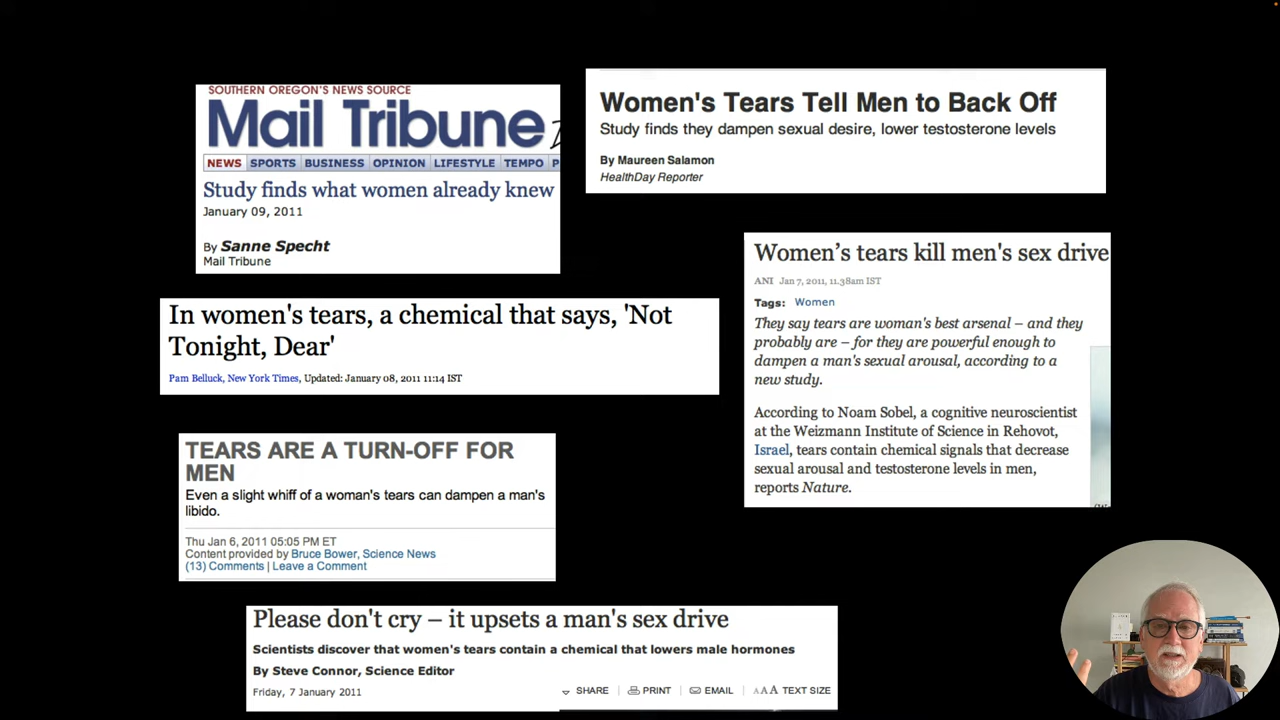 SOUTHERN OREGON'S NEWS SOURCE
Mail Tribune
NEWS SPORTS BUSINESS OPINION LIFESTYLE TEMPO
Study finds what women already knew
January 09, 2011
By Sanne Specht
Mail Tribune
Women's Tears Tell Men to Back Off
Study finds they dampen sexual desire, lower testosterone levels
By Maureen Salamon
HealthDay Reporter
Women’s tears kill men's sex drive
ANI Jan 7, 2011, 11.38am IST
Tags: Women
They say tears are woman's best arsenal – and they
probably are – for they are powerful enough to
dampen a man's sexual arousal, according to a
new study.
According to Noam Sobel, a cognitive neuroscientist
at the Weizmann Institute of Science in Rehovot,
Israel, tears contain chemical signals that decrease
sexual arousal and testosterone levels in men,
reports Nature.
In women's tears, a chemical that says, 'Not
Tonight, Dear'
Pam Belluck, New York Times, Updated: January 08, 2011 11:14 IST
TEARS ARE A TURN-OFF FOR
MEN
Even a slight whiff of a woman's tears can dampen a man's
libido.
Thu Jan 6, 2011 05:05 PM ET
Content provided by Bruce Bower, Science News
(13) Comments | Leave a Comment
Please don't cry – it upsets a man's sex drive
Scientists discover that women's tears contain a chemical that lowers male hormones
By Steve Connor, Science Editor
Friday, 7 January 2011
SHARE PRINT EMAIL AAA TEXT SIZE